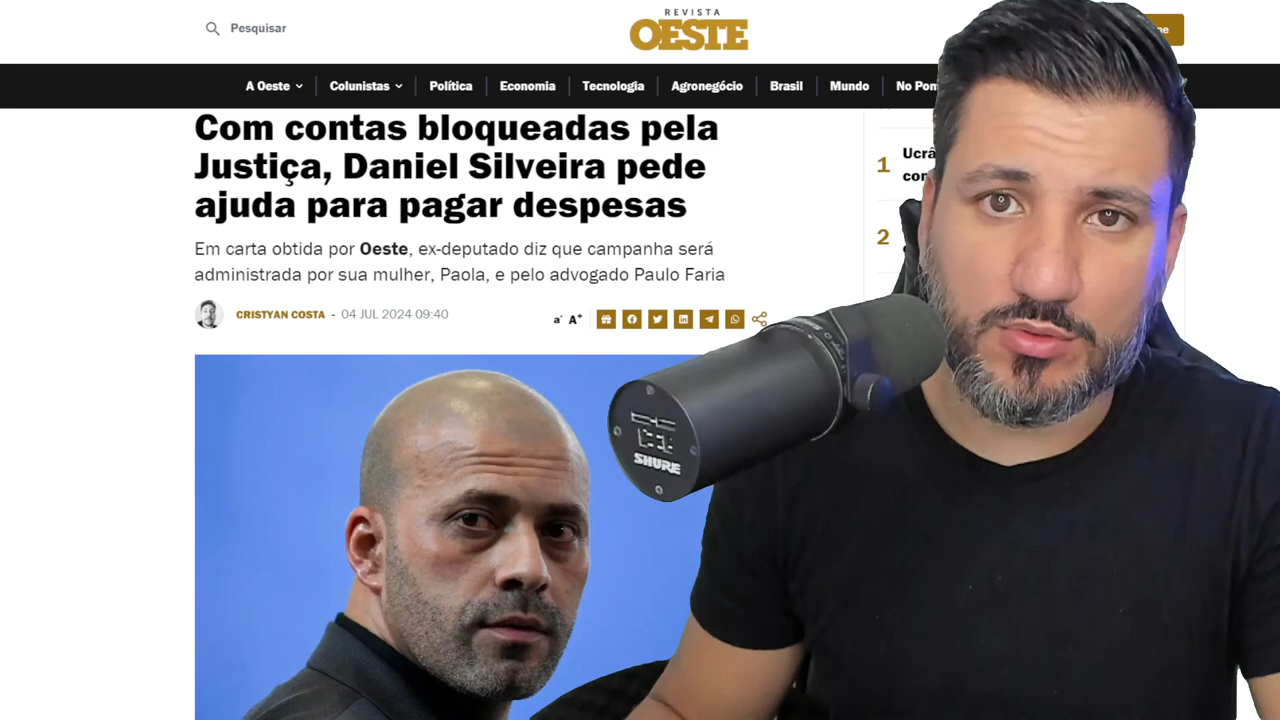 Pesquisar
REVISTA
OESTE
A Oeste
Colunistas
Política
Economia
Tecnologia
Agronegócio
Brasil
Mundo
No
Com contas bloqueadas pela
Justiça, Daniel Silveira pede
ajuda para pagar despesas
Em carta obtida por Oeste, ex-deputado diz que campanha será
administrada por sua mulher, Paola, e pelo advogado Paulo Faria
CRISTYAN COSTA - 04 JUL 2024 09:40
a- A+
1
2
SHURE